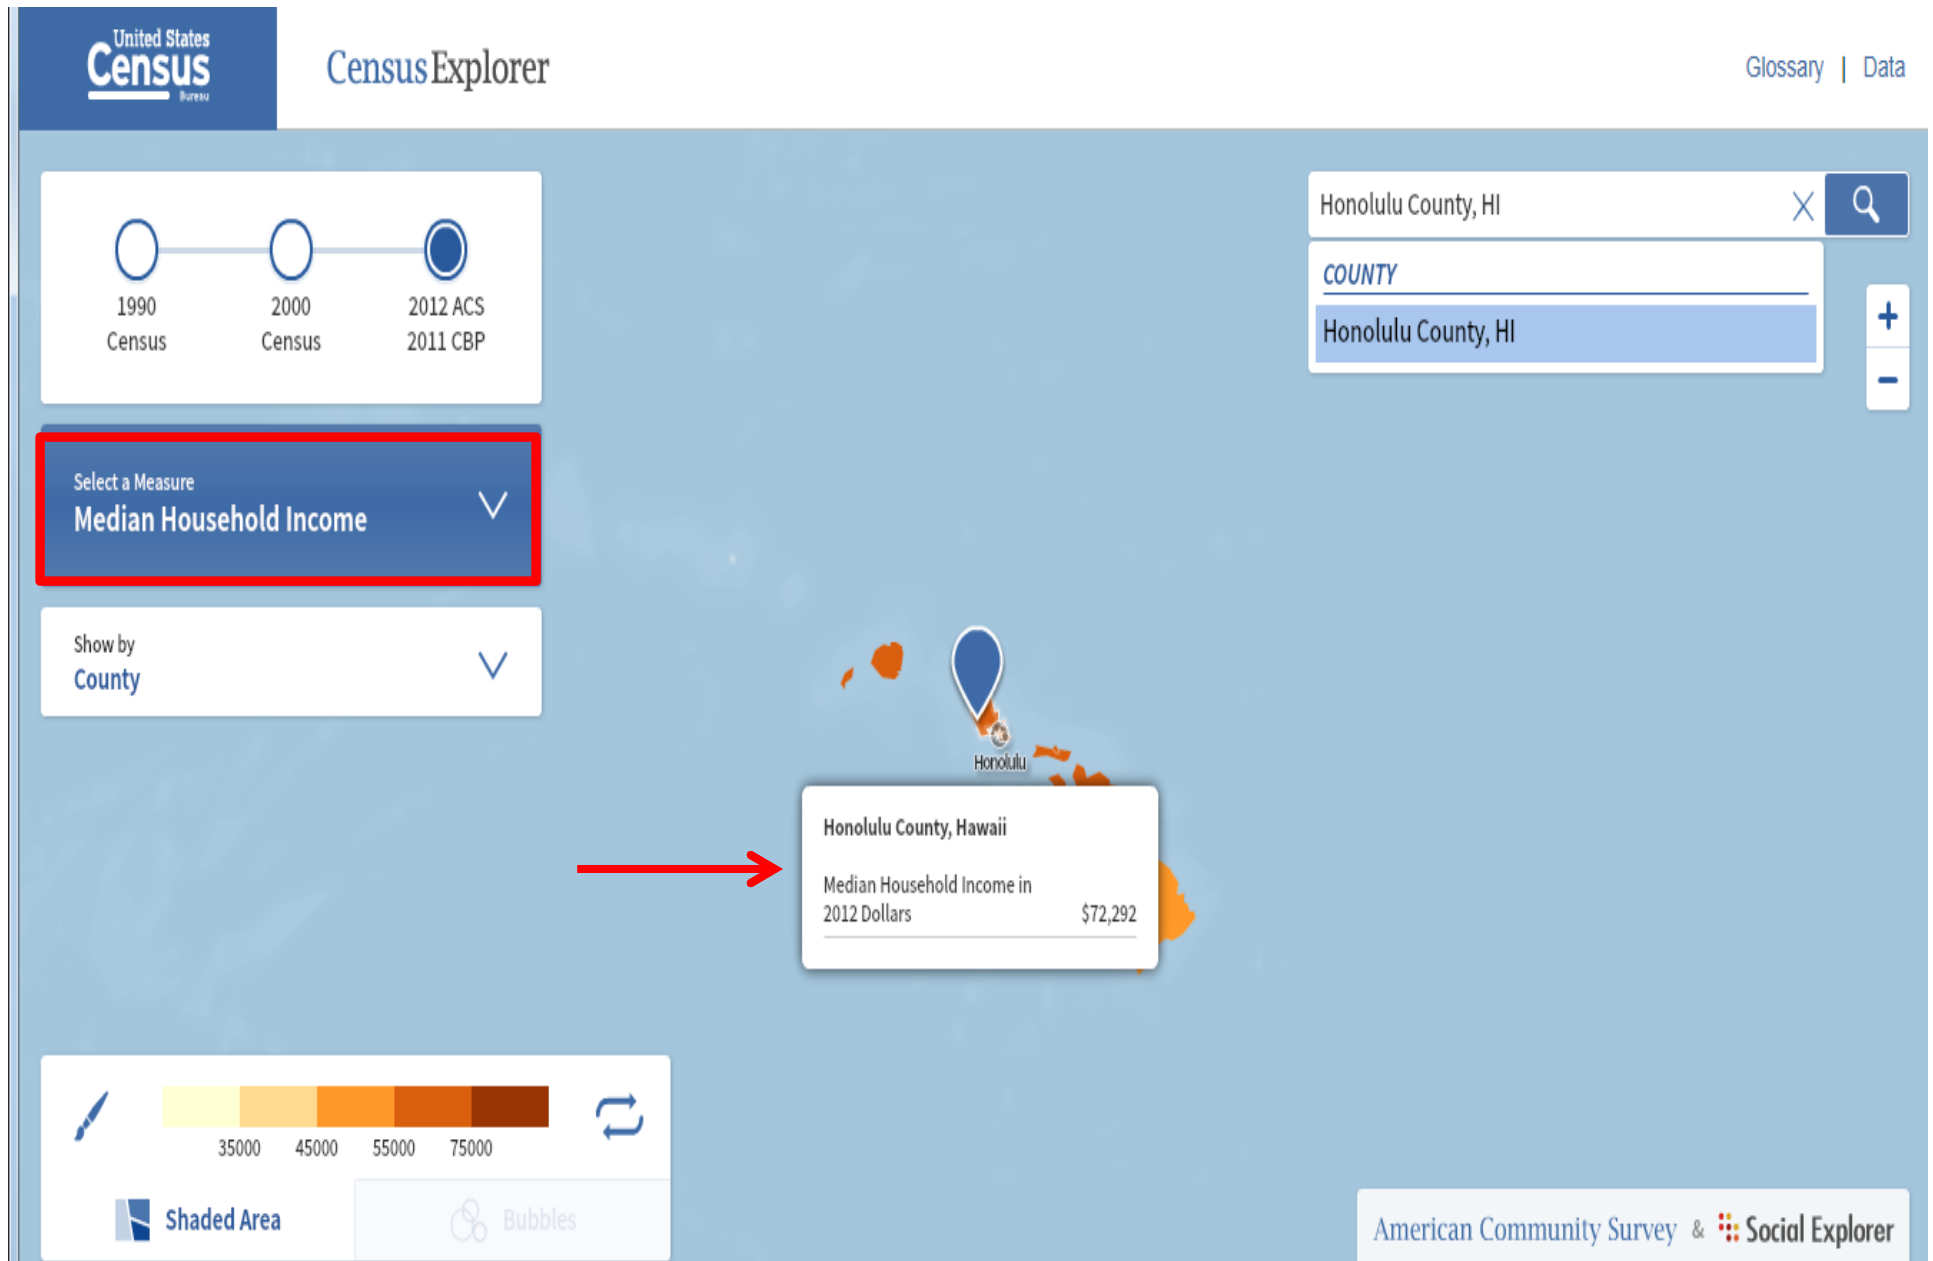 United States
Census
Bureau
Census Explorer
Glossary | Data
1990
Census
2000
Census
2012 ACS
2011 CBP
Honolulu County, HI
COUNTY
Honolulu County, HI
+
−
Select a Measure
Median Household Income
Show by
County
Honolulu
Honolulu County, Hawaii
Median Household Income in
2012 Dollars $72,292
35000 45000 55000 75000
Shaded Area
Bubbles
American Community Survey & Social Explorer